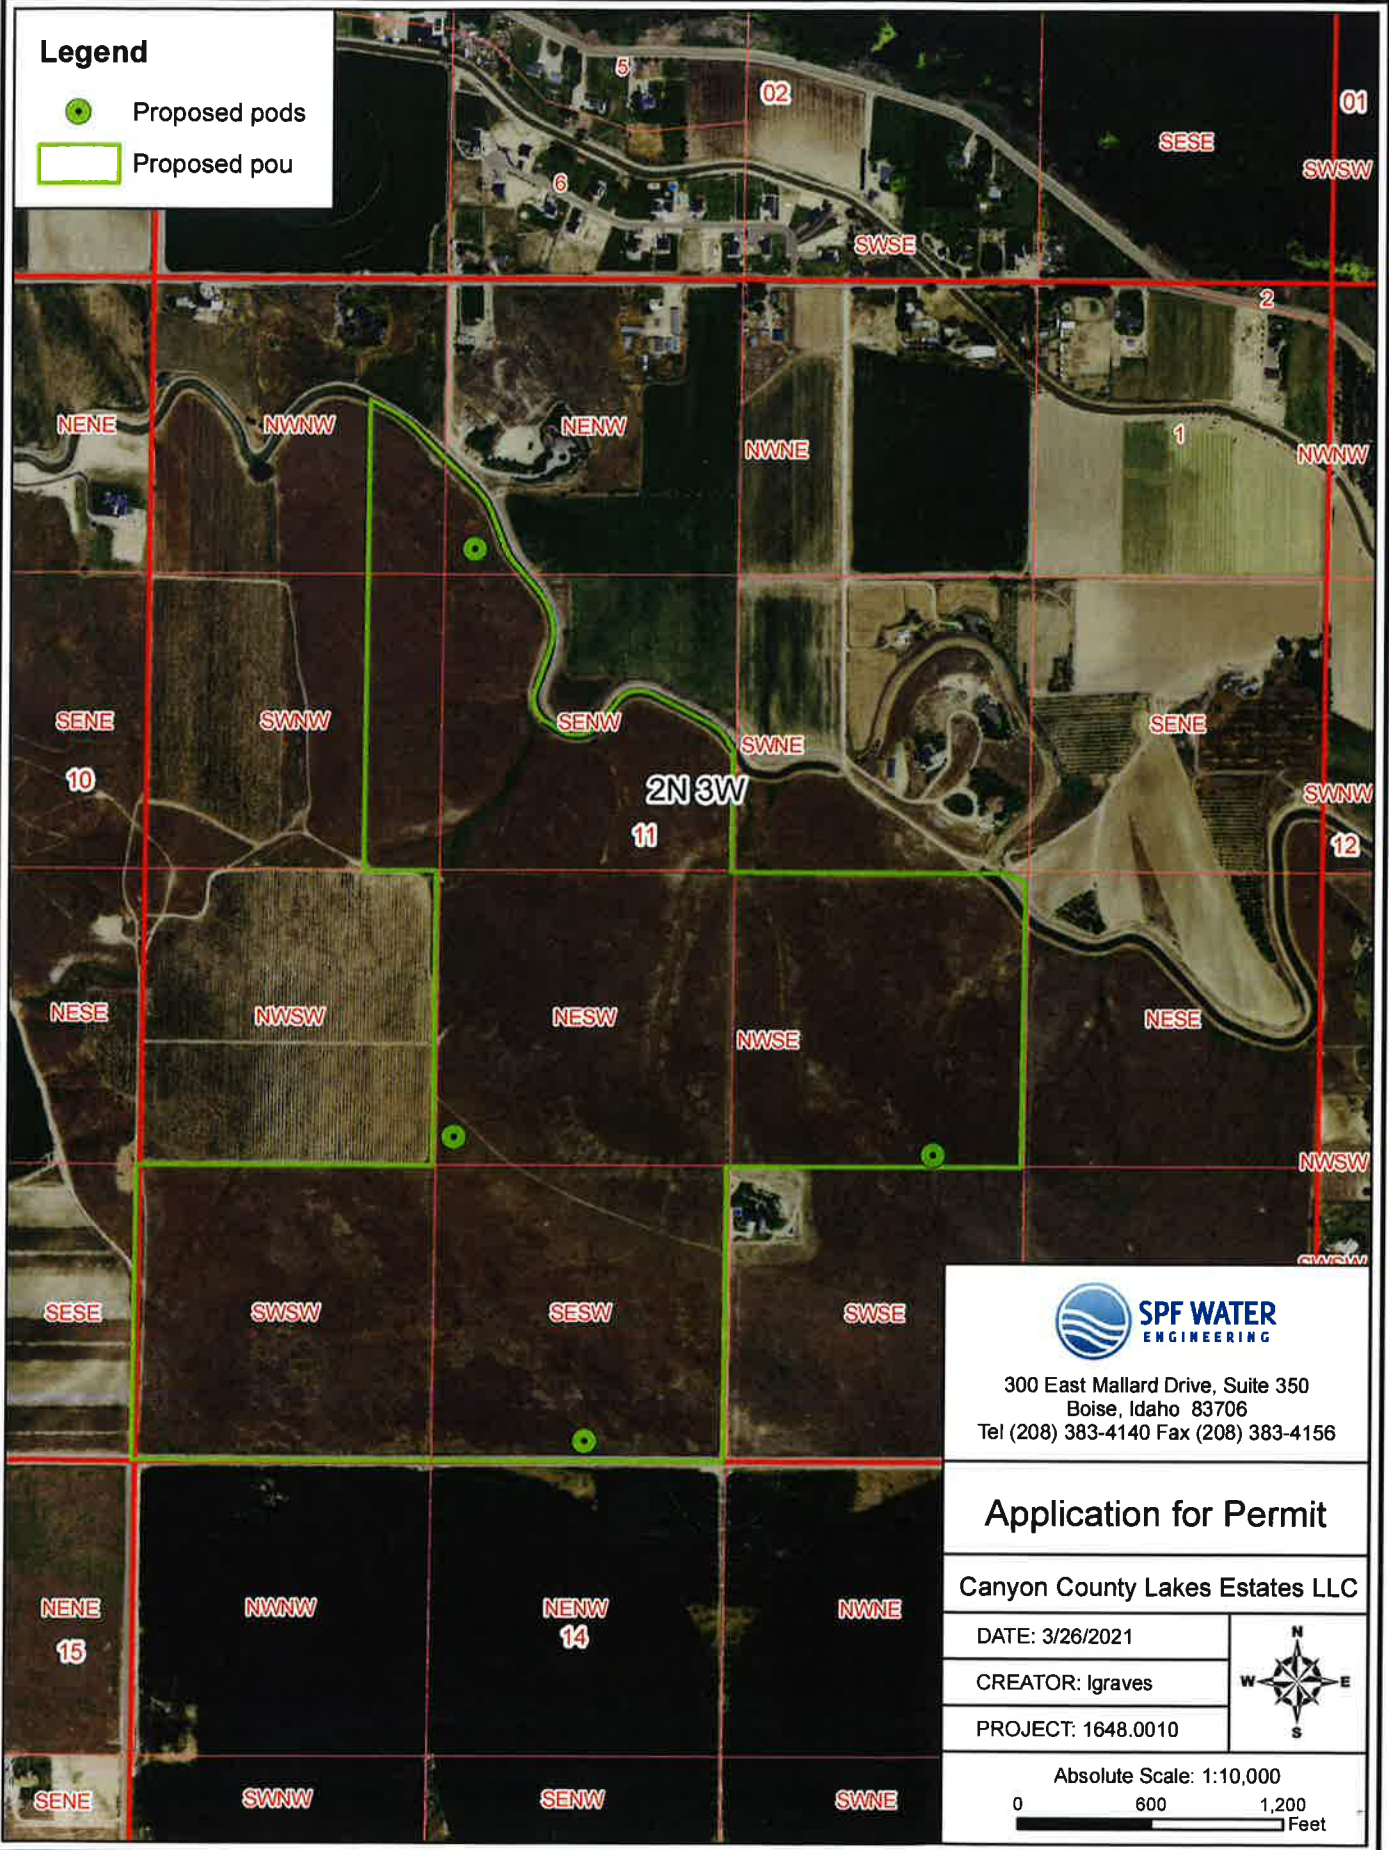 Legend
Proposed pods
Proposed pou
5
02
01
SESE
SWSW
6
SWSE
2
NENE
NWNW
NENW
NWNE
1
NWNW
SENE
SWNW
SENW
SWNE
SENE
10
2N 3W
11
SWNW
12
NESE
NWSW
NESW
NWSE
NESE
NWSW
SWSW
SESE
SWSW
SESW
SWSE
SPF WATER
ENGINEERING
300 East Mallard Drive, Suite 350
Boise, Idaho 83706
Tel (208) 383-4140 Fax (208) 383-4156
Application for Permit
Canyon County Lakes Estates LLC
NENE
NWNW
NENW
NWNE
15
14
DATE: 3/26/2021
CREATOR: lgraves
PROJECT: 1648.0010
N
W
E
S
SENE
SWNW
SENW
SWNE
Absolute Scale: 1:10,000
0 600 1,200
Feet